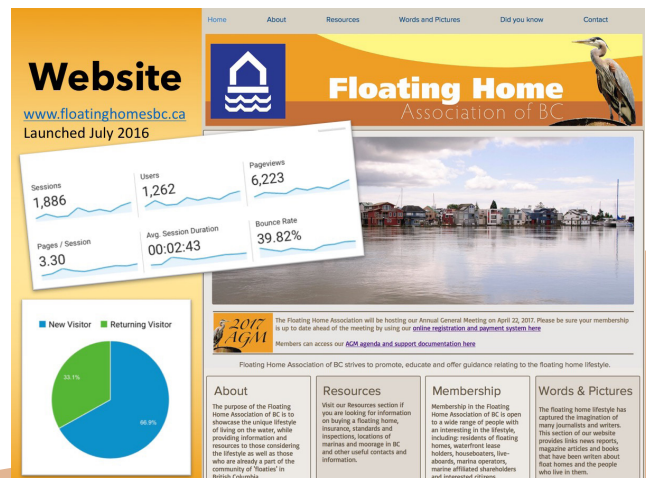 Website
www.floatinghomesbc.ca
Launched July 2016
Sessions
1,886
Users
1,262
Pageviews
6,223
Pages / Session
3.30
Avg. Session Duration
00:02:43
Bounce Rate
39.82%
New Visitor
Returning Visitor
33.1%
66.9%
Home
About
Resources
Words and Pictures
Did you know
Contact
Floating Home
Association of BC
2017
AGM
The Floating Home Association will be hosting our Annual General Meeting on April 22, 2017. Please be sure your membership
is up to date ahead of the meeting by using our online registration and payment system here
Members can access our AGM agenda and support documentation here
Floating Home Association of BC strives to promote, educate and offer guidance relating to the floating home lifestyle.
About
The purpose of the Floating
Home Association of BC is to
showcase the unique lifestyle
of living on the water, while
providing information and
resources to those considering
the lifestyle as well as those
who are already a part of the
community of 'floaties' in
British Columbia
Resources
Visit our Resources section if
you are looking for information
on buying a floating home,
insurance, standards and
inspections, locations of
marinas and moorage in BC
and other useful contacts and
information.
Membership
Membership in the Floating
Home Association of BC is open
to a wide range of people with
an interesting in the lifestyle,
including: residents of floating
homes, waterfront lease
holders, houseboaters, live-
aboards, marina operators,
marine affiliated shareholders
and interested citizens
Words & Pictures
The floating home lifestyle has
captured the imagination of
many journalists and writers.
This section of our website
provides links news reports,
magazine articles and books
that have been written about
float homes and the people
who live in them.